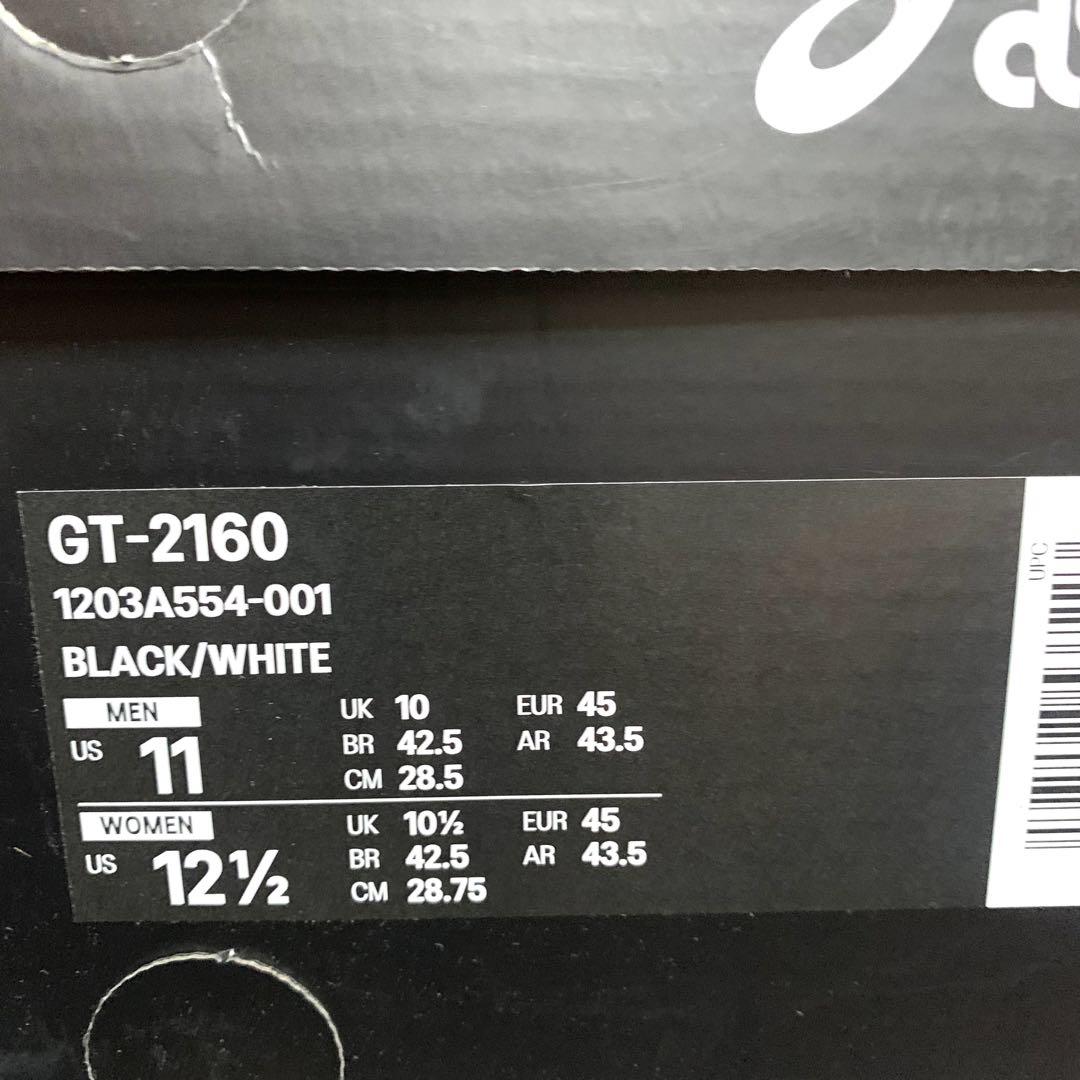 GT-2160
1203A554-001
BLACK/WHITE
MEN
US 11
UK 10 EUR 45
BR 42.5 AR 43.5
CM 28.5
WOMEN
US 12½
UK 10½ EUR 45
BR 42.5 AR 43.5
CM 28.75
UPC